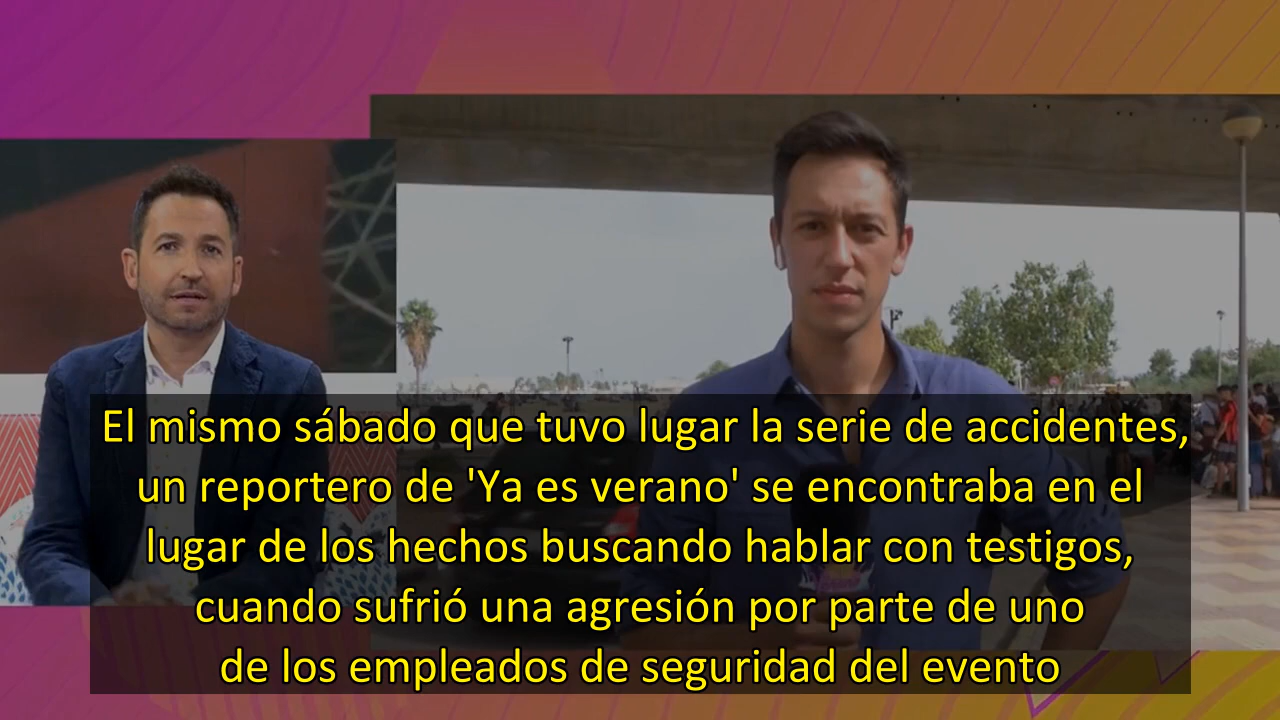 El mismo sábado que tuvo lugar la serie de accidentes,
un reportero de 'Ya es verano' se encontraba en el
lugar de los hechos buscando hablar con testigos,
cuando sufrió una agresión por parte de uno
de los empleados de seguridad del evento